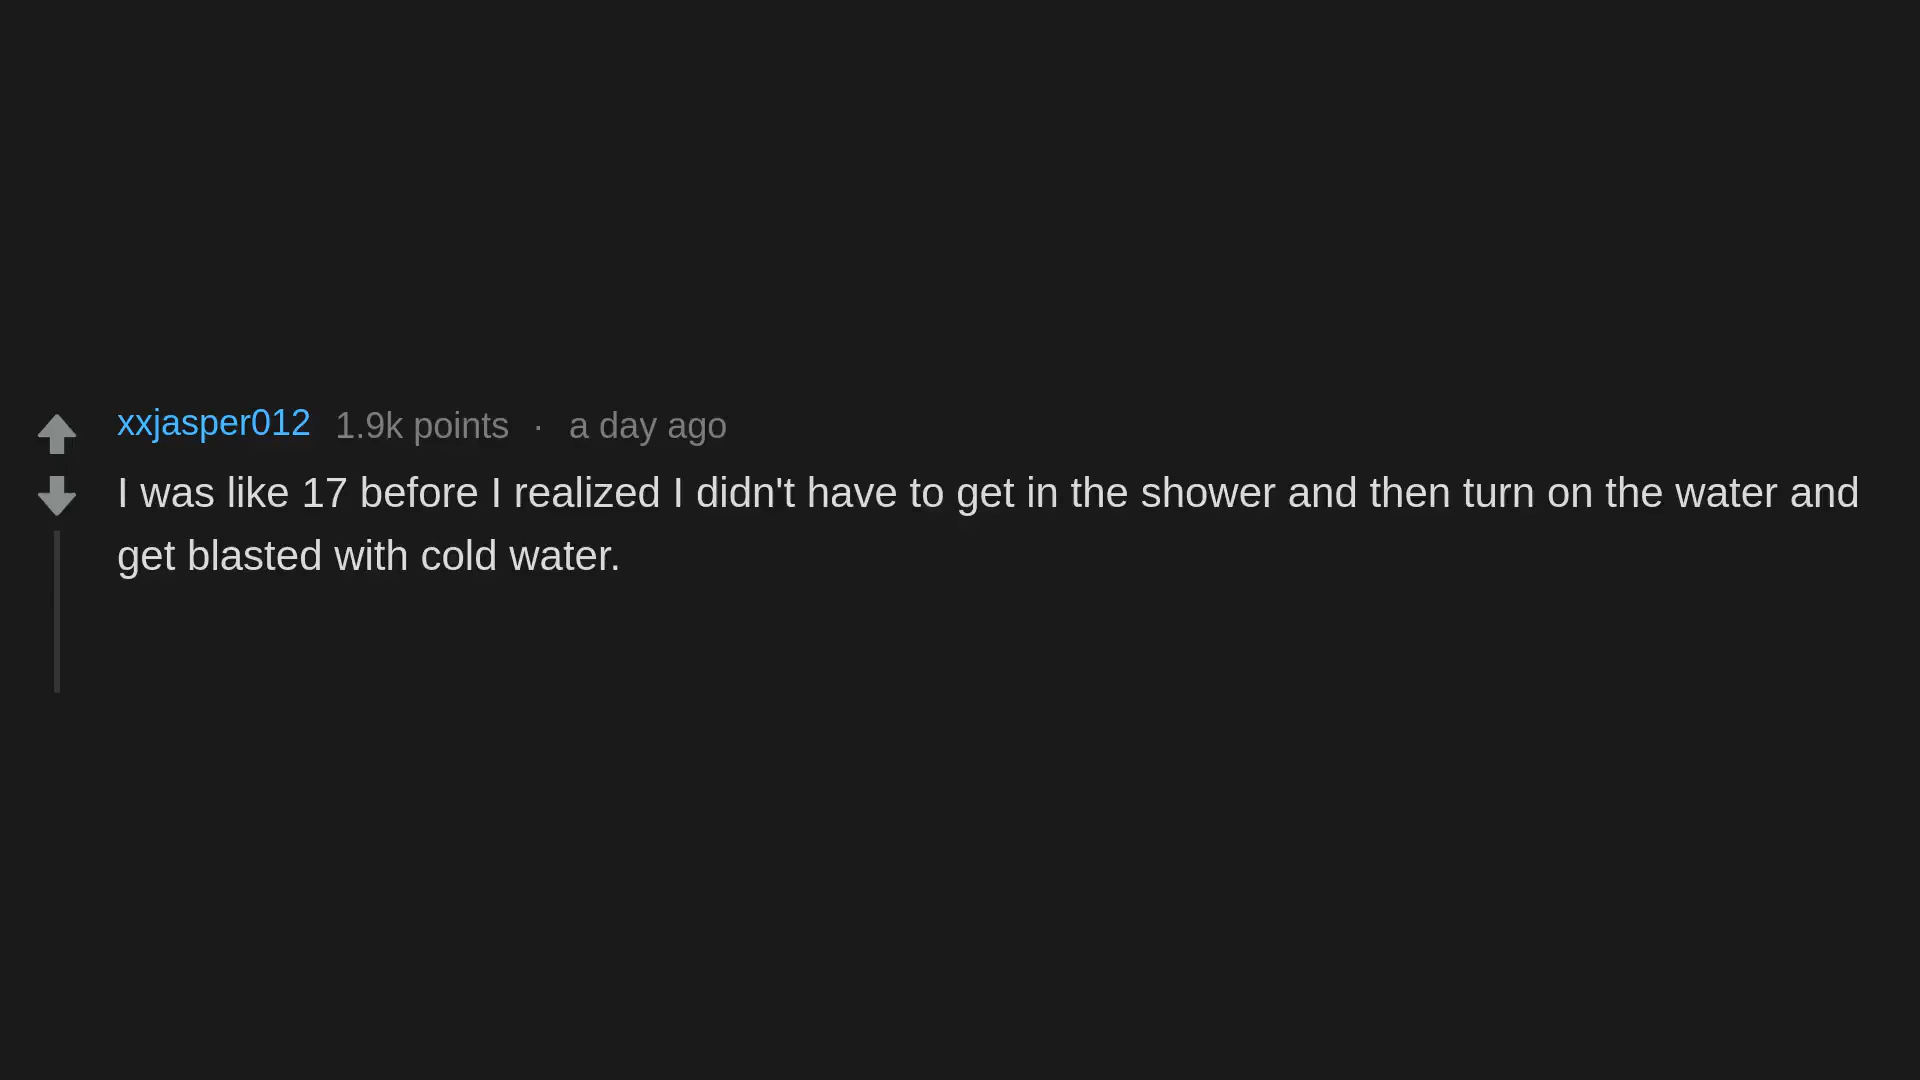 xxjasper012 1.9k points · a day ago
I was like 17 before I realized I didn't have to get in the shower and then turn on the water and
get blasted with cold water.